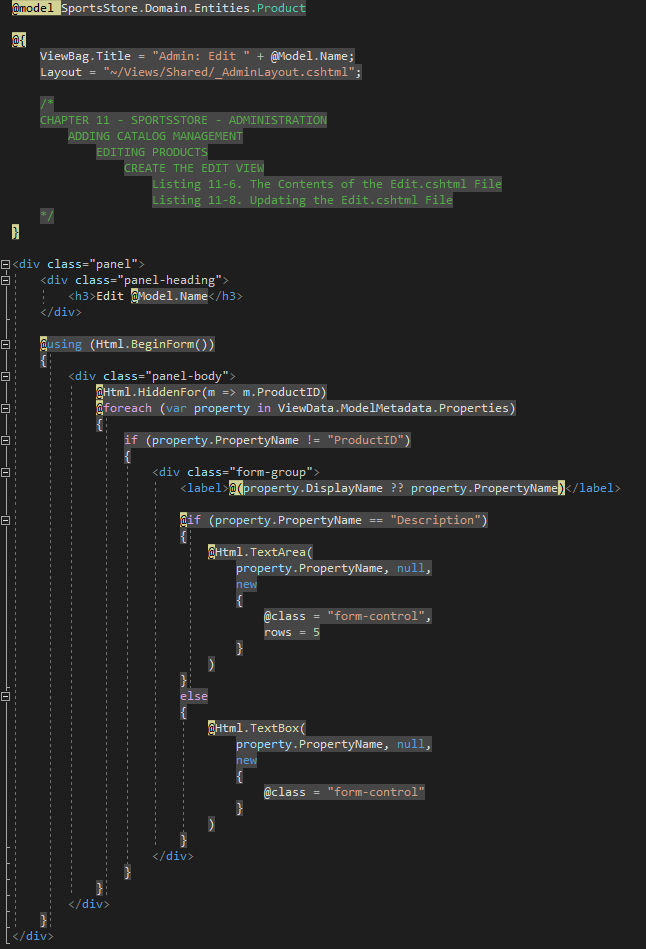 @model SportsStore.Domain.Entities.Product
@{
ViewBag.Title = "Admin: Edit " + @Model.Name;
Layout = "~/Views/Shared/_AdminLayout.cshtml";
/*
CHAPTER 11 - SPORTSSTORE - ADMINISTRATION
ADDING CATALOG MANAGEMENT
EDITING PRODUCTS
CREATE THE EDIT VIEW
Listing 11-6. The Contents of the Edit.cshtml File
Listing 11-8. Updating the Edit.cshtml File
*/
}
<div class="panel">
<div class="panel-heading">
<h3>Edit @Model.Name</h3>
</div>
@using (Html.BeginForm())
{
<div class="panel-body">
@Html.HiddenFor(m => m.ProductID)
@foreach (var property in ViewData.ModelMetadata.Properties)
{
if (property.PropertyName != "ProductID")
{
<div class="form-group">
<label>@(property.DisplayName ?? property.PropertyName)</label>
@if (property.PropertyName == "Description")
{
@Html.TextArea(
property.PropertyName, null,
new
{
@class = "form-control",
rows = 5
}
)
}
else
{
@Html.TextBox(
property.PropertyName, null,
new
{
@class = "form-control"
}
)
}
</div>
}
}
</div>
}
</div>